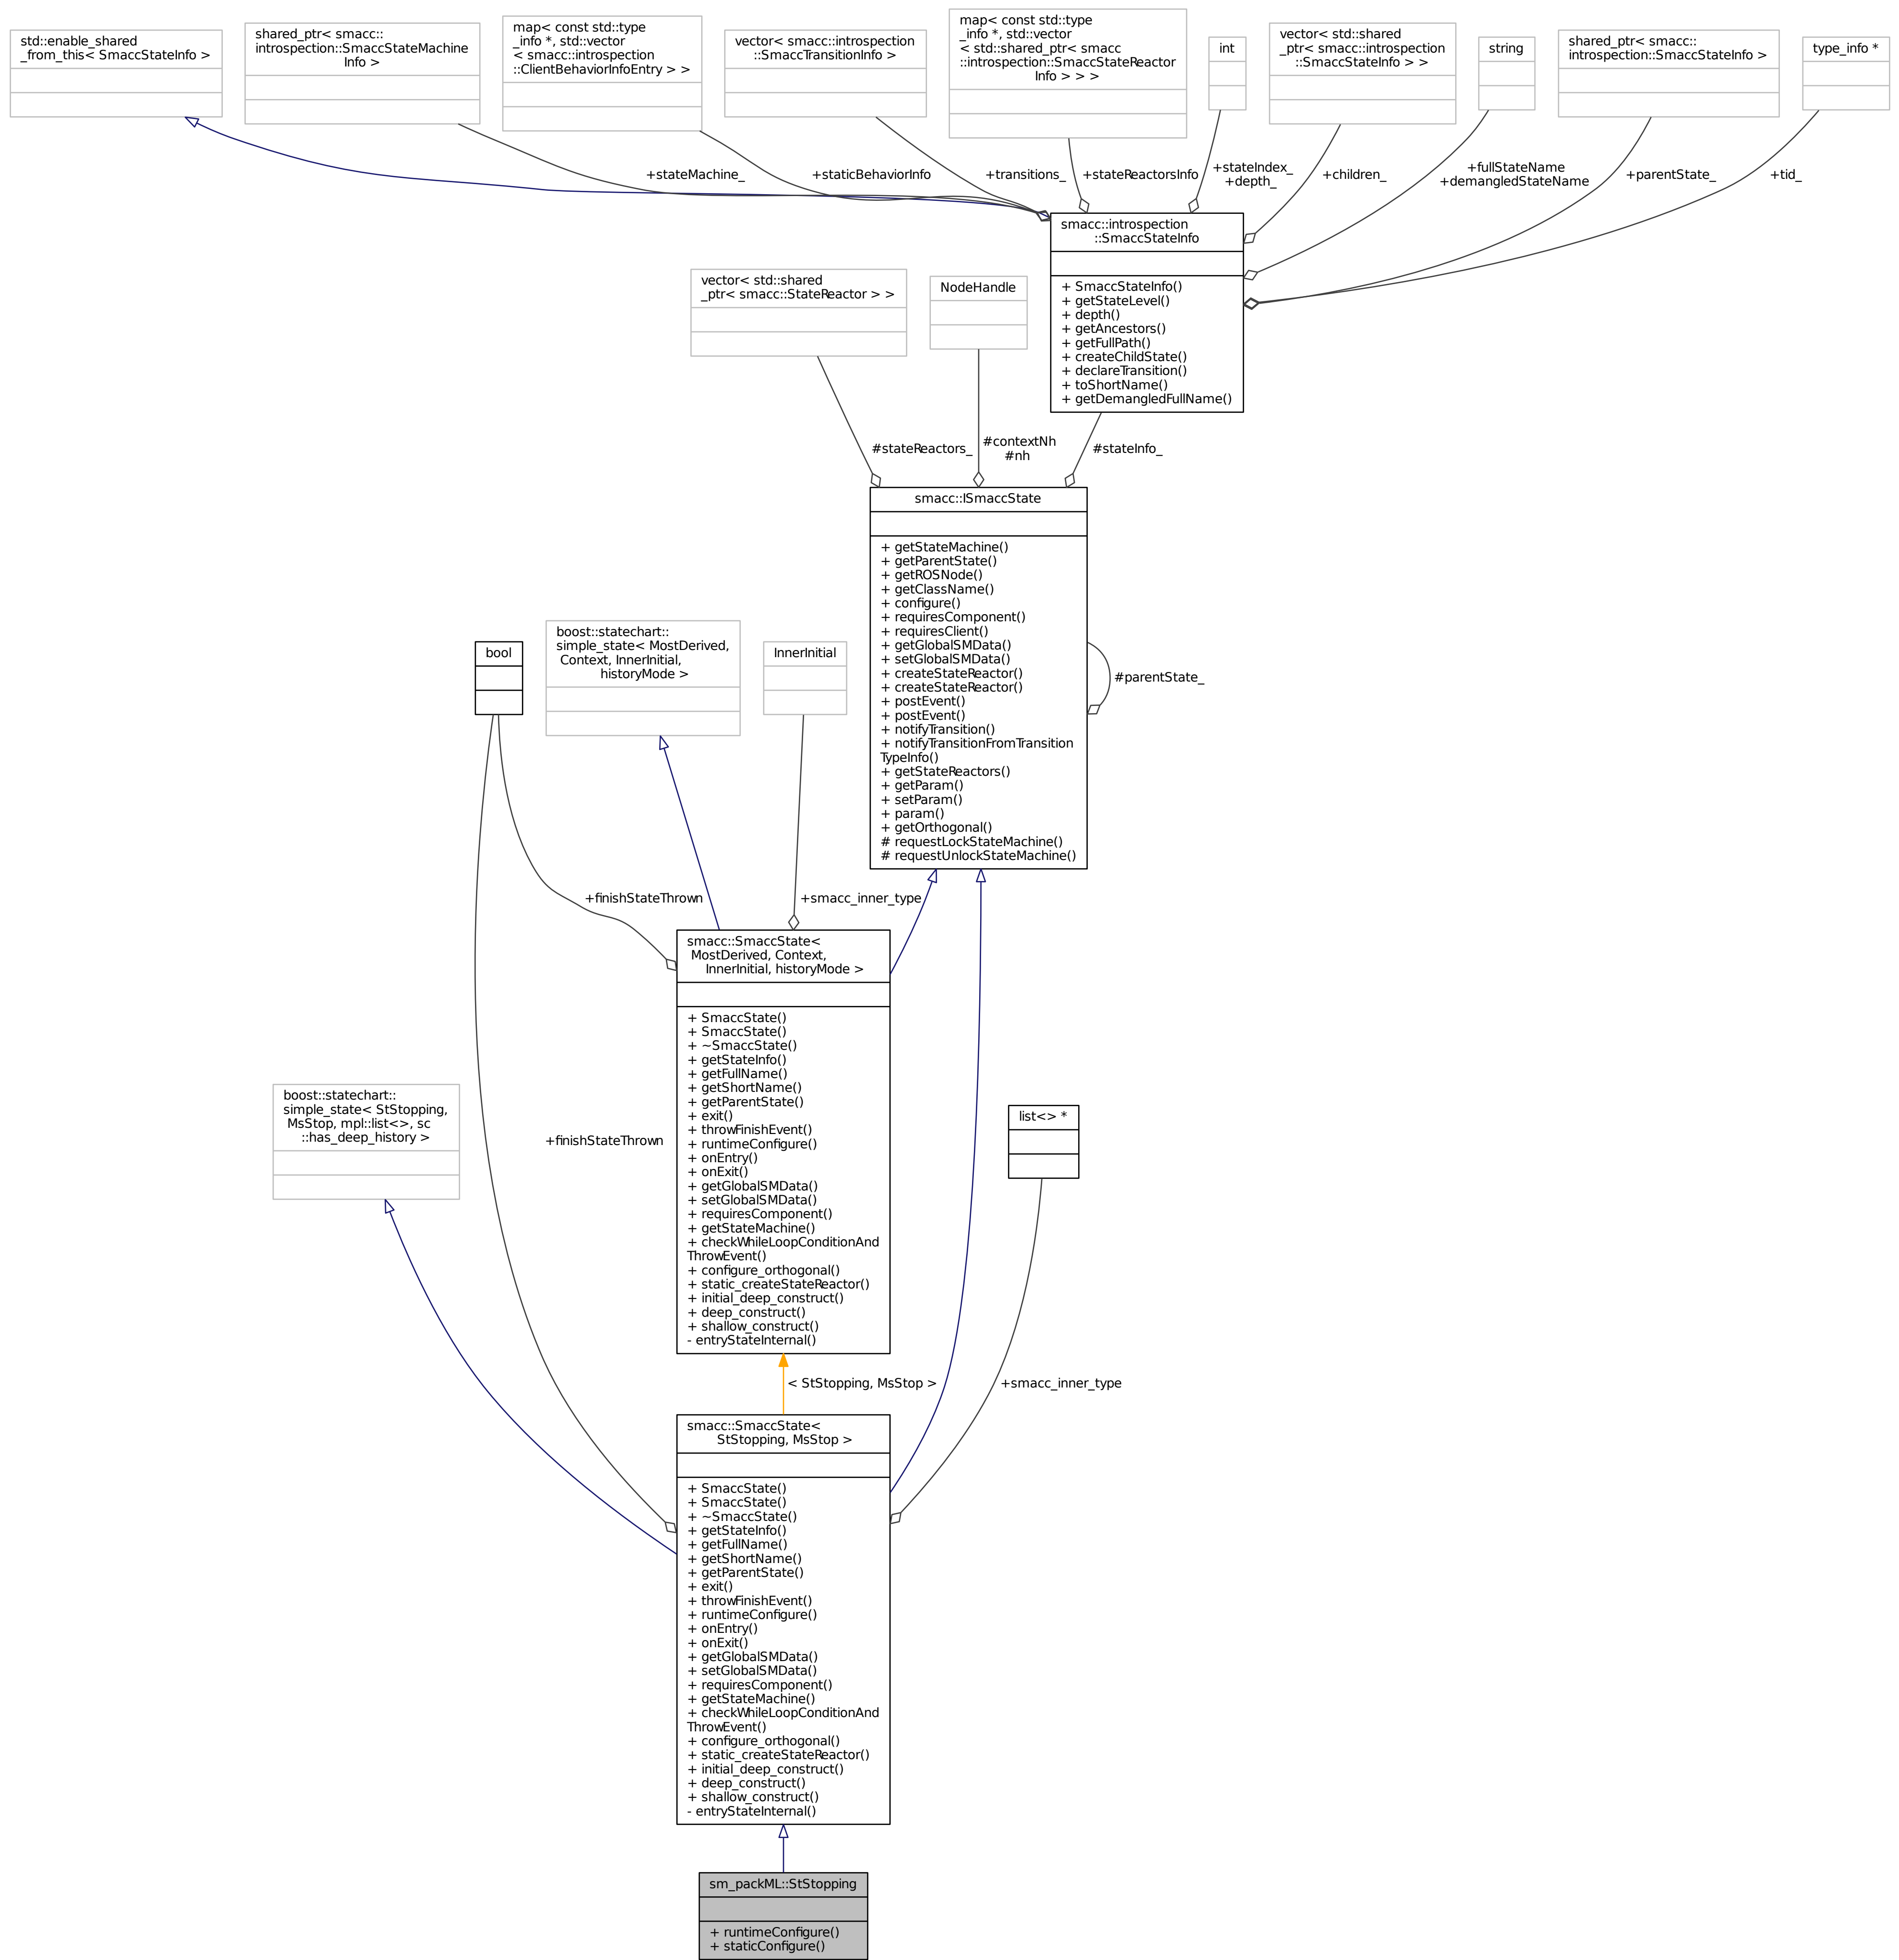 std::enable_shared
_from_this< SmaccStateInfo >
shared_ptr< smacc::
introspection::SmaccStateMachine
Info >
map< const std::type
_info *, std::vector
< smacc::introspection
::ClientBehaviorInfoEntry > >
vector< smacc::introspection
::SmaccTransitionInfo >
map< const std::type
_info *, std::vector
< std::shared_ptr< smacc
::introspection::SmaccStateReactor
Info > > >
int
vector< std::shared
_ptr< smacc::introspection
::SmaccStateInfo > >
string
shared_ptr< smacc::
introspection::SmaccStateInfo >
type_info *
+stateMachine_
+staticBehaviorInfo
+transitions_
+stateReactorsInfo
+stateIndex_
+depth_
+children_
+fullStateName
+demangledStateName
+parentState_
+tid_
smacc::introspection
::SmaccStateInfo
+ SmaccStateInfo()
+ getStateLevel()
+ depth()
+ getAncestors()
+ getFullPath()
+ createChildState()
+ declareTransition()
+ toShortName()
+ getDemangledFullName()
vector< std::shared
_ptr< smacc::StateReactor > >
NodeHandle
#stateReactors_
#contextNh
#nh
#stateInfo_
smacc::ISmaccState
+ getStateMachine()
+ getParentState()
+ getROSNode()
+ getClassName()
+ configure()
+ requiresComponent()
+ requiresClient()
+ getGlobalSMData()
+ setGlobalSMData()
+ createStateReactor()
+ createStateReactor()
+ postEvent()
+ postEvent()
+ notifyTransition()
+ notifyTransitionFromTransition
TypeInfo()
+ getStateReactors()
+ getParam()
+ setParam()
+ param()
+ getOrthogonal()
# requestLockStateMachine()
# requestUnlockStateMachine()
#parentState_
bool
boost::statechart::
simple_state< MostDerived,
Context, InnerInitial,
historyMode >
InnerInitial
+finishStateThrown
+smacc_inner_type
smacc::SmaccState<
MostDerived, Context,
InnerInitial, historyMode >
+ SmaccState()
+ SmaccState()
+ ~SmaccState()
+ getStateInfo()
+ getFullName()
+ getShortName()
+ getParentState()
+ exit()
+ throwFinishEvent()
+ runtimeConfigure()
+ onEntry()
+ onExit()
+ getGlobalSMData()
+ setGlobalSMData()
+ requiresComponent()
+ getStateMachine()
+ checkWhileLoopConditionAnd
ThrowEvent()
+ configure_orthogonal()
+ static_createStateReactor()
+ initial_deep_construct()
+ deep_construct()
+ shallow_construct()
- entryStateInternal()
boost::statechart::
simple_state< StStopping,
MsStop, mpl::list<>, sc
::has_deep_history >
+finishStateThrown
list<> *
< StStopping, MsStop >
+smacc_inner_type
smacc::SmaccState<
StStopping, MsStop >
+ SmaccState()
+ SmaccState()
+ ~SmaccState()
+ getStateInfo()
+ getFullName()
+ getShortName()
+ getParentState()
+ exit()
+ throwFinishEvent()
+ runtimeConfigure()
+ onEntry()
+ onExit()
+ getGlobalSMData()
+ setGlobalSMData()
+ requiresComponent()
+ getStateMachine()
+ checkWhileLoopConditionAnd
ThrowEvent()
+ configure_orthogonal()
+ static_createStateReactor()
+ initial_deep_construct()
+ deep_construct()
+ shallow_construct()
- entryStateInternal()
sm_packML::StStopping
+ runtimeConfigure()
+ staticConfigure()